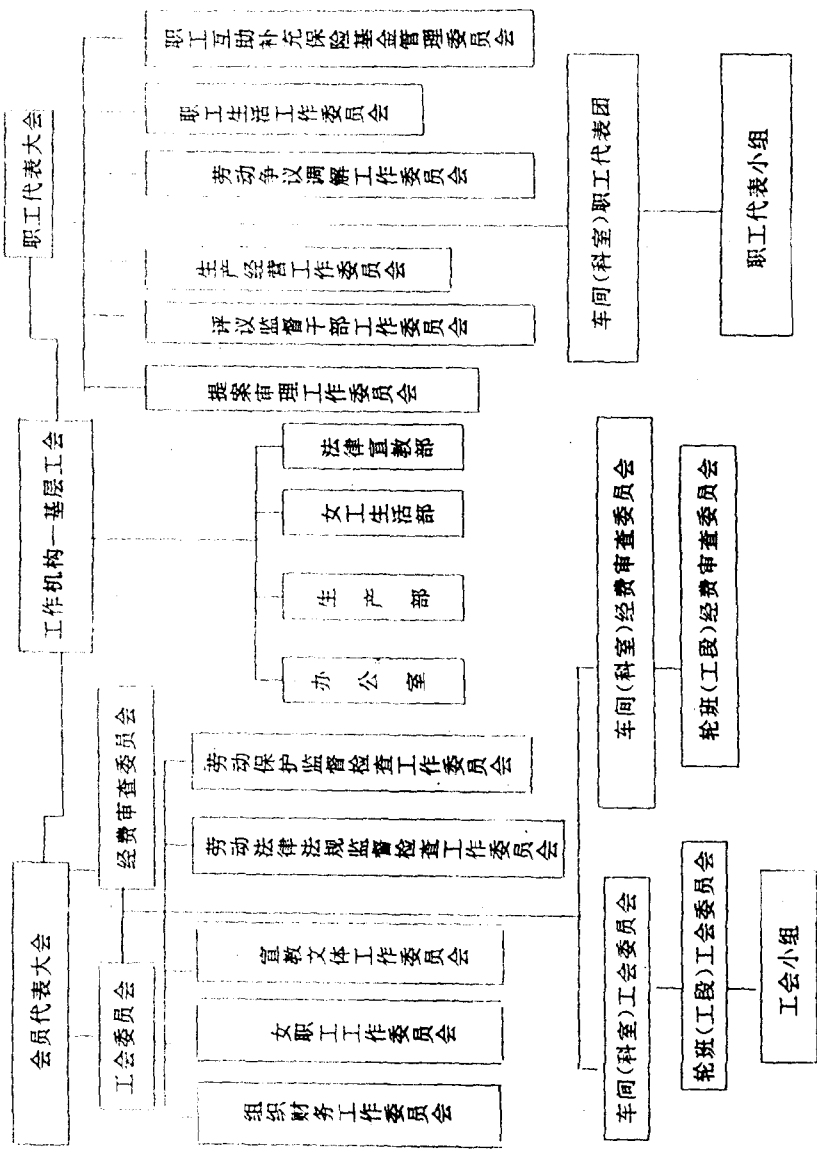 会员代表大会
工作机构—基层工会
职工代表大会
工会委员会
经费审查委员会
组织财务工作委员会
女职工工作委员会
宣教文体工作委员会
劳动法律法规监督检查工作委员会
劳动保护监督检查工作委员会
办公室
生产部
女工生活部
法律宣教部
提案审理工作委员会
评议监督干部工作委员会
生产经营工作委员会
劳动争议调解工作委员会
职工生活工作委员会
职工互助补充保险基金管理委员会
车间(科室)工会委员会
车间(科室)经费审查委员会
车间(科室)职工代表团
轮班(工段)工会委员会
轮班(工段)经费审查委员会
职工代表小组
工会小组